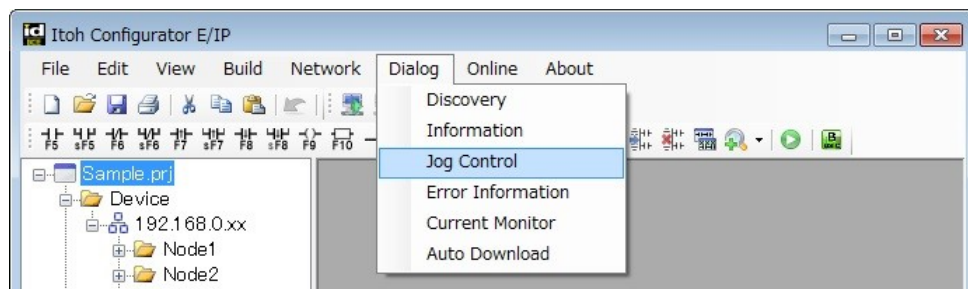 Itoh Configurator E/IP
File Edit View Build Network Dialog Online About
Discovery
Information
F5 sF5 F6 sF6 F7 sF7 F8 sF8 F9 F10
Jog Control
Error Information
Current Monitor
Auto Download
Sample.prj
Device
192.168.0.xx
Node1
Node2